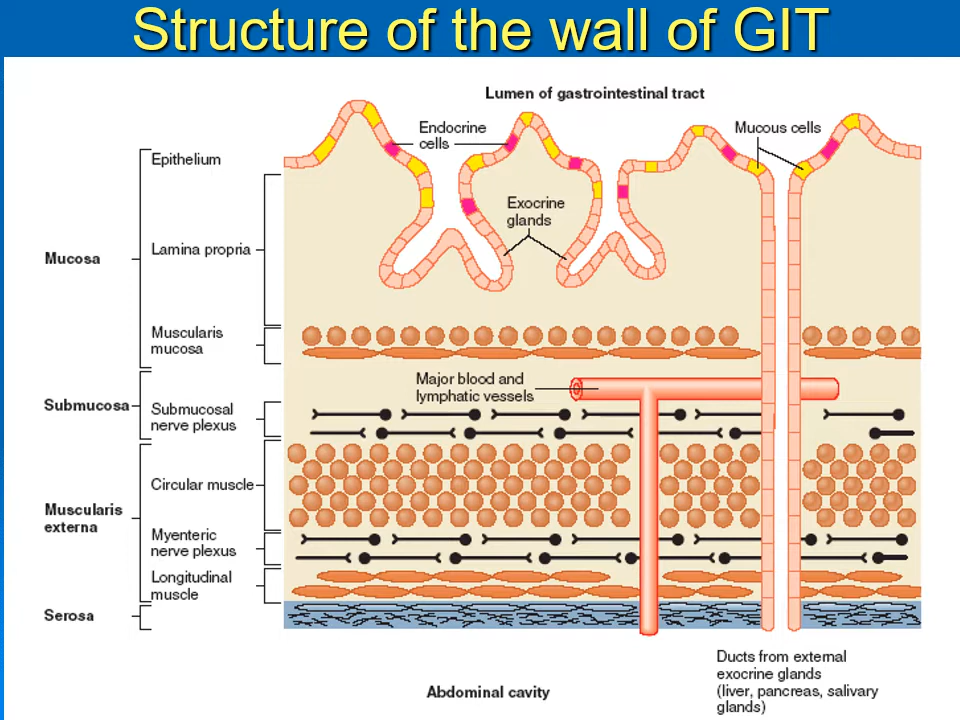 Structure of the wall of GIT
Lumen of gastrointestinal tract
Endocrine
cells
Mucous cells
Epithelium
Exocrine
glands
Mucosa
Lamina propria
Muscularis
mucosa
Major blood and
lymphatic vessels
Submucosa
Submucosal
nerve plexus
Circular muscle
Muscularis
externa
Myenteric
nerve plexus
Longitudinal
muscle
Serosa
Ducts from external
exocrine glands
(liver, pancreas, salivary
glands)
Abdominal cavity